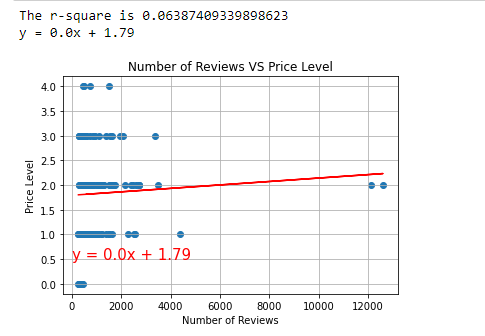 The r-square is 0.06387409339898623
y = 0.0x + 1.79
Number of Reviews VS Price Level
4.0
3.5
3.0
2.5
2.0
1.5
1.0
0.5
0.0
Price Level
y = 0.0x + 1.79
0 2000 4000 6000 8000 10000 12000
Number of Reviews